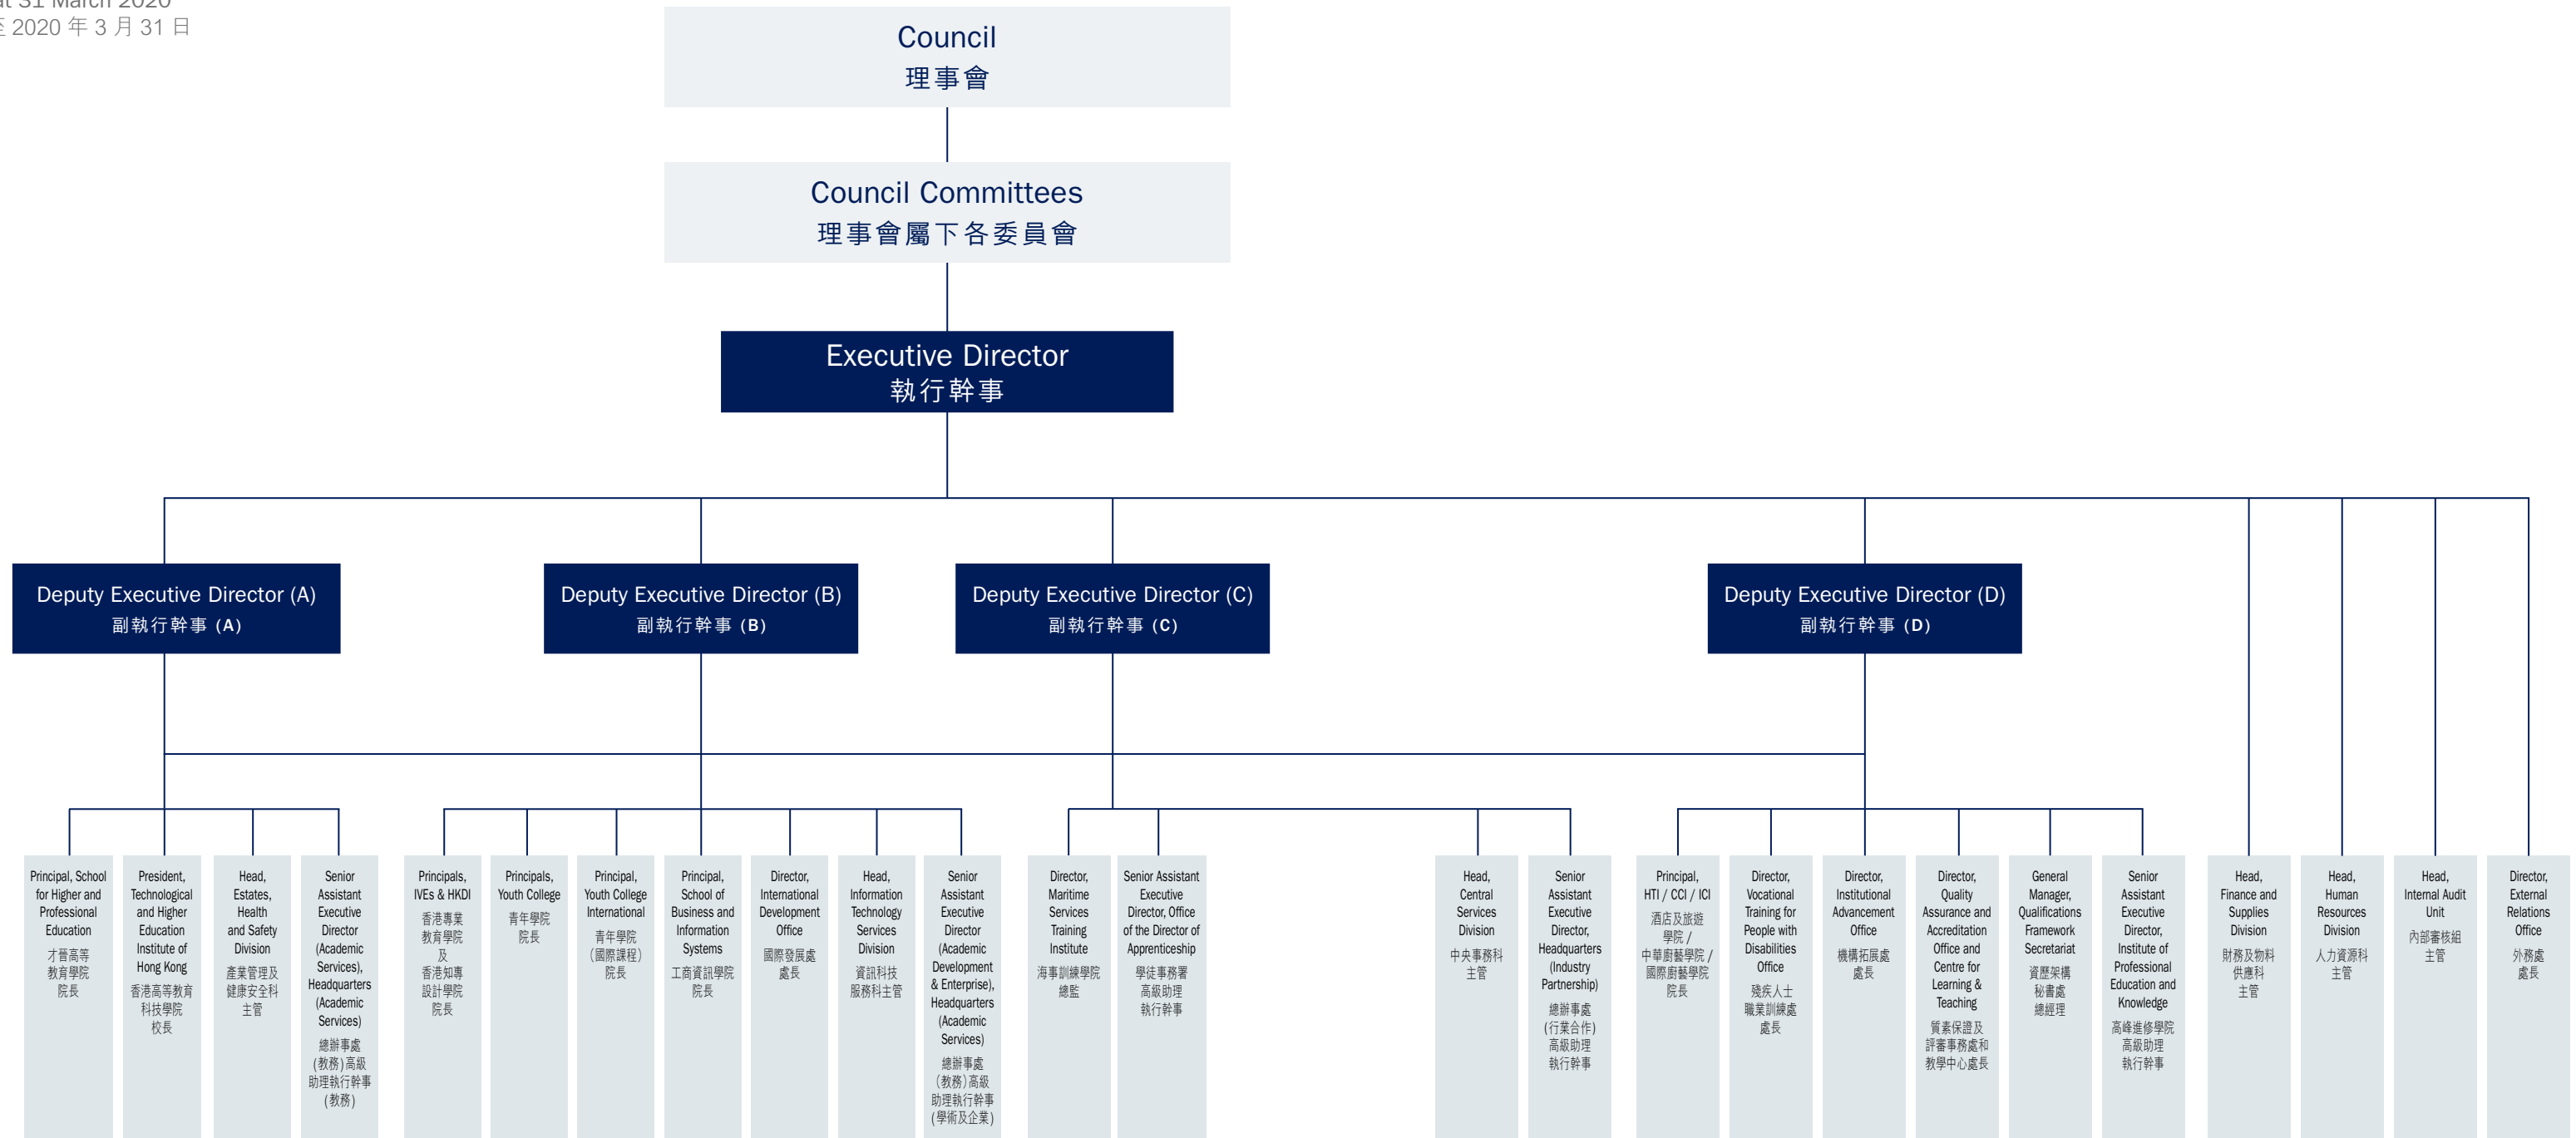 at 31 March 2020
至 2020 年 3 月 31 日
Council
理事會
Council Committees
理事會屬下各委員會
Executive Director
執行幹事
Deputy Executive Director (A)
副執行幹事 (A)
Deputy Executive Director (B)
副執行幹事 (B)
Deputy Executive Director (C)
副執行幹事 (C)
Deputy Executive Director (D)
副執行幹事 (D)
Principal, School
for Higher and
Professional
Education
才晉高等
教育學院
院長
President,
Technological
and Higher
Education
Institute of
Hong Kong
香港高等教育
科技學院
校長
Head,
Estates,
Health
and Safety
Division
產業管理及
健康安全科
主管
Senior
Assistant
Executive
Director
(Academic
Services),
Headquarters
(Academic
Services)
總辦事處
(教務)高級
助理執行幹事
(教務)
Principals,
IVEs & HKDI
香港專業
教育學院
及
香港知專
設計學院
院長
Principals,
Youth College
青年學院
院長
Principal,
Youth College
International
青年學院
(國際課程)
院長
Principal,
School of
Business and
Information
Systems
工商資訊學院
院長
Director,
International
Development
Office
國際發展處
處長
Head,
Information
Technology
Services
Division
資訊科技
服務科主管
Senior
Assistant
Executive
Director
(Academic
Development
& Enterprise),
Headquarters
(Academic
Services)
總辦事處
(教務)高級
助理執行幹事
(學術及企業)
Director,
Maritime
Services
Training
Institute
海事訓練學院
總監
Senior Assistant
Executive
Director, Office
of the Director of
Apprenticeship
學徒事務署
高級助理
執行幹事
Head,
Central
Services
Division
中央事務科
主管
Senior
Assistant
Executive
Director,
Headquarters
(Industry
Partnership)
總辦事處
(行業合作)
高級助理
執行幹事
Principal,
HTI / CCI / ICI
酒店及旅遊
學院 /
中華廚藝學院 /
國際廚藝學院
院長
Director,
Vocational
Training for
People with
Disabilities
Office
殘疾人士
職業訓練處
處長
Director,
Institutional
Advancement
Office
機構拓展處
處長
Director,
Quality
Assurance and
Accreditation
Office and
Centre for
Learning &
Teaching
質素保證及
評審事務處和
教學中心處長
General
Manager,
Qualifications
Framework
Secretariat
資歷架構
秘書處
總經理
Senior
Assistant
Executive
Director,
Institute of
Professional
Education and
Knowledge
高峰進修學院
高級助理
執行幹事
Head,
Finance and
Supplies
Division
財務及物料
供應科
主管
Head,
Human
Resources
Division
人力資源科
主管
Head,
Internal Audit
Unit
內部審核組
主管
Director,
External
Relations
Office
外務處
處長